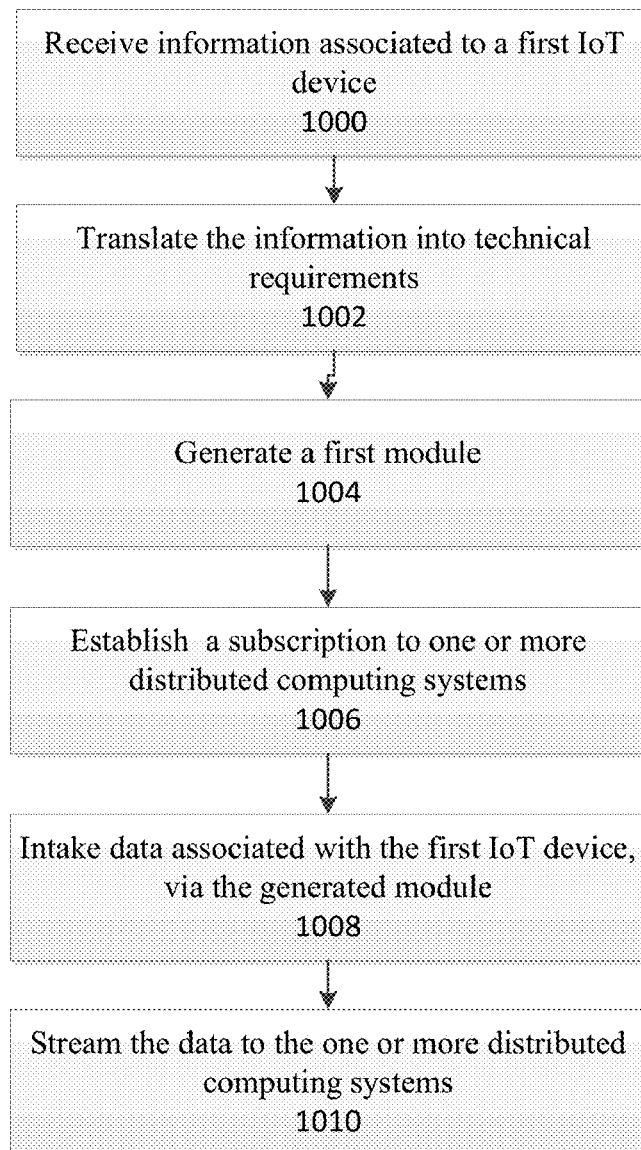 Receive information associated to a first IoT
device
1000
Translate the information into technical
requirements
1002
Generate a first module
1004
Establish a subscription to one or more
distributed computing systems
1006
Intake data associated with the first IoT device,
via the generated module
1008
Stream the data to the one or more distributed
computing systems
1010